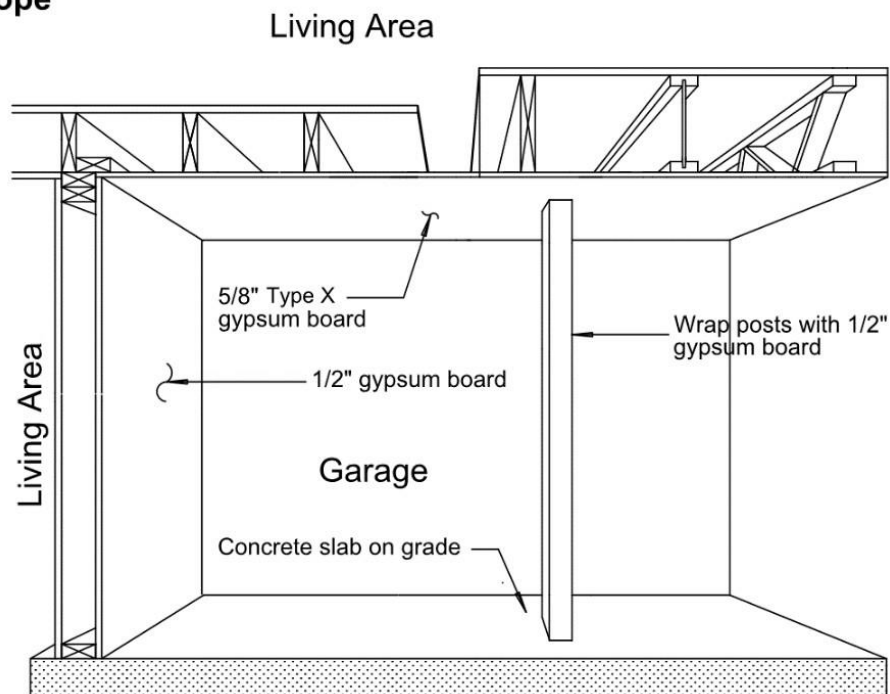 Living Area
5/8" Type X
gypsum board
Wrap posts with 1/2"
gypsum board
1/2" gypsum board
Living Area
Garage
Concrete slab on grade